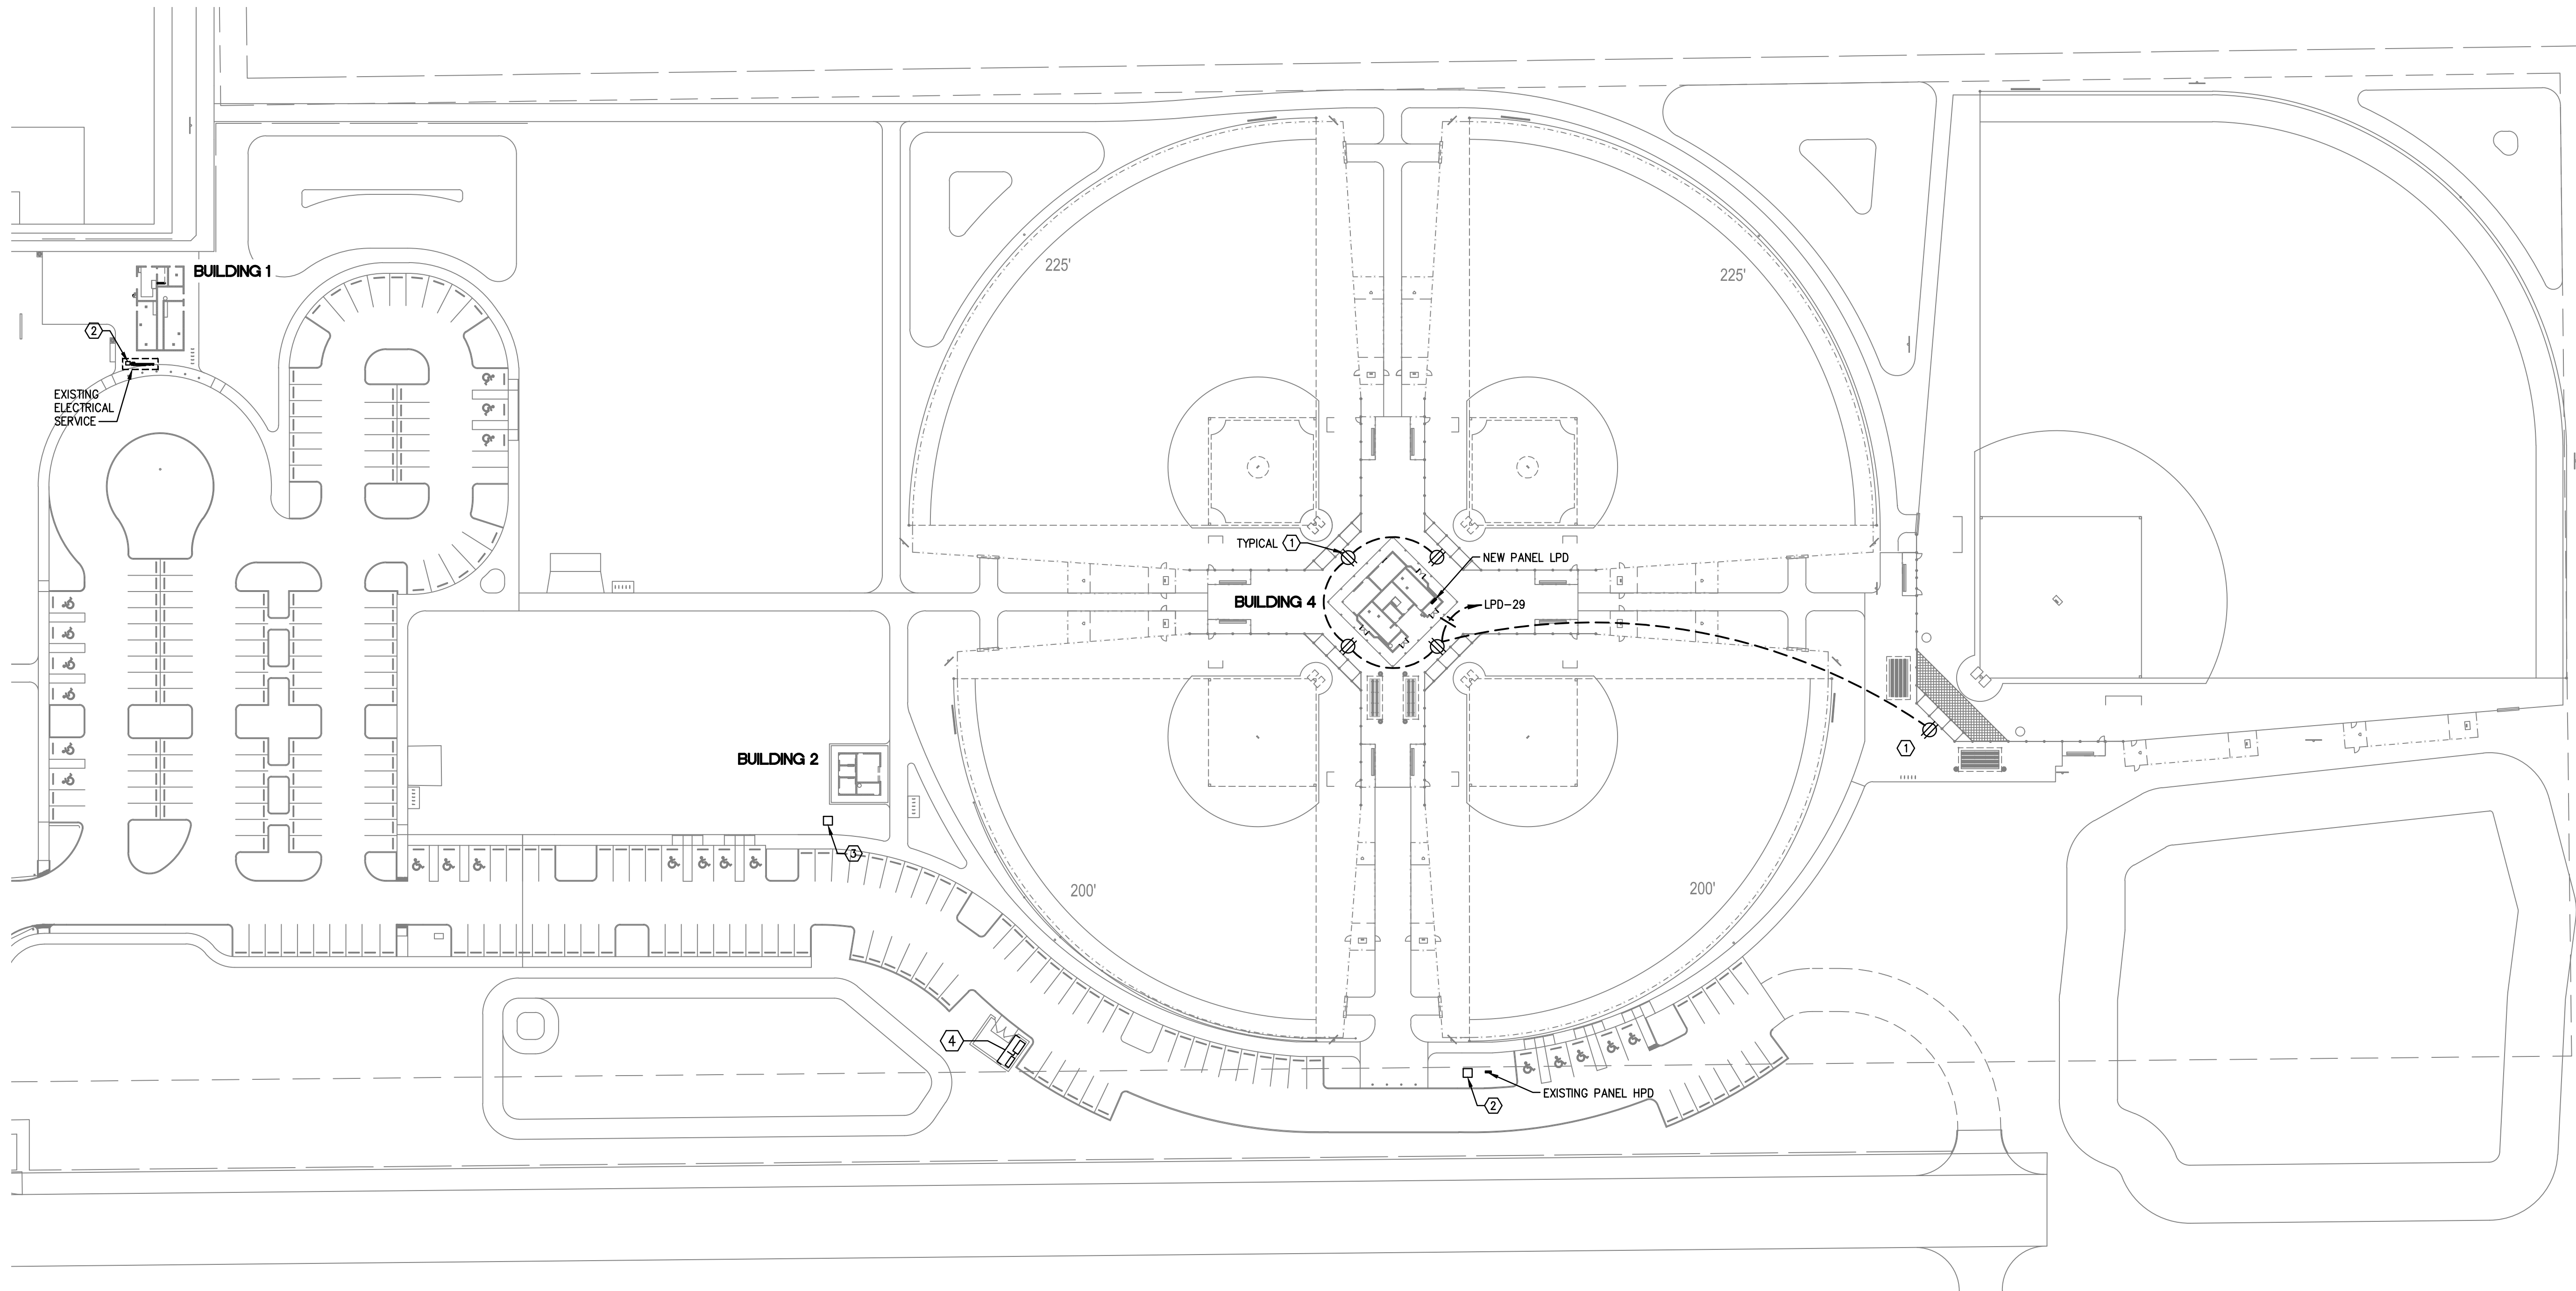 225'
225'
BUILDING 1
2
EXISTING
ELECTRICAL
SERVICE
TYPICAL 1
NEW PANEL LPD
BUILDING 4
LPD-29
1
BUILDING 2
3
200'
200'
4
EXISTING PANEL HPD
2